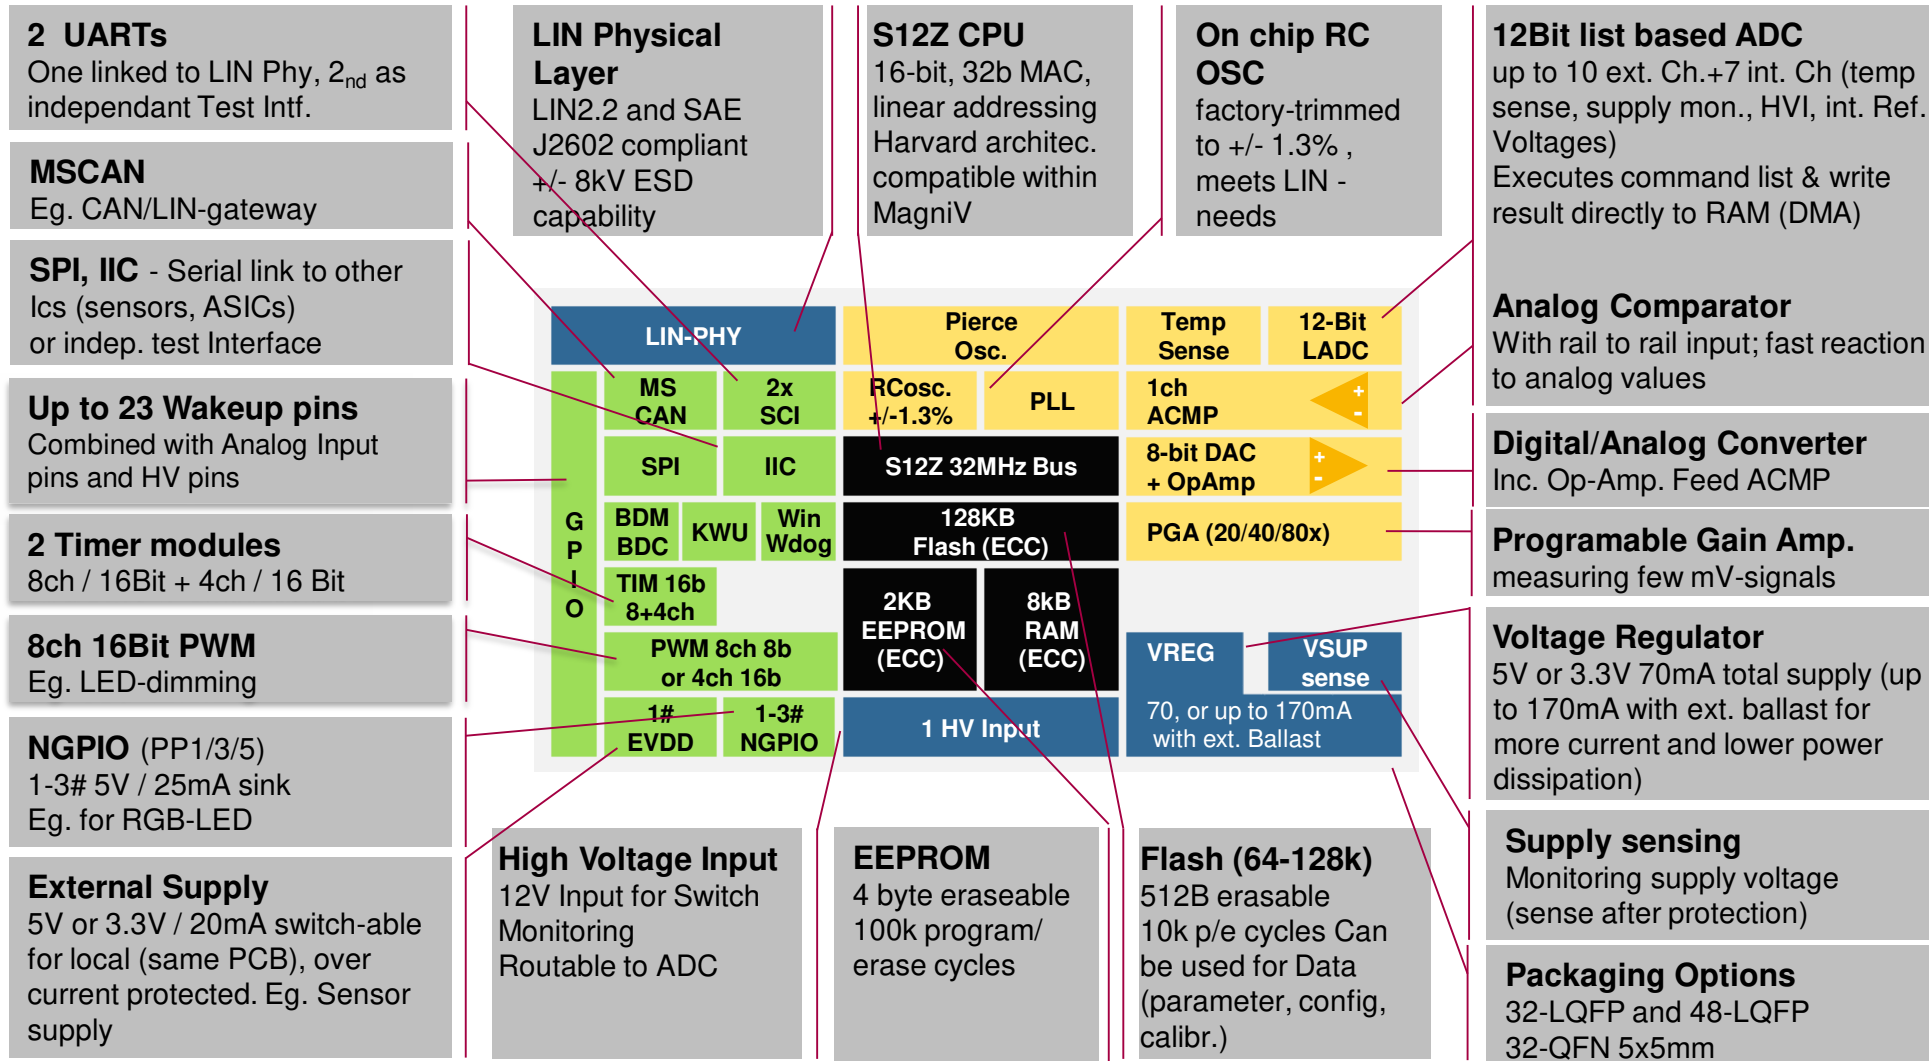 2 UARTs
One linked to LIN Phy, 2nd as
independant Test Intf.
MSCAN
Eg. CAN/LIN-gateway
SPI, IIC - Serial link to other
Ics (sensors, ASICs)
or indep. test Interface
Up to 23 Wakeup pins
Combined with Analog Input
pins and HV pins
2 Timer modules
8ch / 16Bit + 4ch / 16 Bit
8ch 16Bit PWM
Eg. LED-dimming
NGPIO (PP1/3/5)
1-3# 5V / 25mA sink
Eg. for RGB-LED
External Supply
5V or 3.3V / 20mA switch-able
for local (same PCB), over
current protected. Eg. Sensor
supply
LIN Physical
Layer
LIN2.2 and SAE
J2602 compliant
+/- 8kV ESD
capability
S12Z CPU
16-bit, 32b MAC,
linear addressing
Harvard architec.
compatible within
MagniV
On chip RC
OSC
factory-trimmed
to +/- 1.3% ,
meets LIN -
needs
12Bit list based ADC
up to 10 ext. Ch.+7 int. Ch (temp
sense, supply mon., HVI, int. Ref.
Voltages)
Executes command list & write
result directly to RAM (DMA)
Analog Comparator
With rail to rail input; fast reaction
to analog values
Digital/Analog Converter
Inc. Op-Amp. Feed ACMP
Programable Gain Amp.
measuring few mV-signals
Voltage Regulator
5V or 3.3V 70mA total supply (up
to 170mA with ext. ballast for
more current and lower power
dissipation)
Supply sensing
Monitoring supply voltage
(sense after protection)
Packaging Options
32-LQFP and 48-LQFP
32-QFN 5x5mm
LIN-PHY
Pierce
Osc.
Temp
Sense
12-Bit
LADC
GPIO
MS
CAN
2x
SCI
RCosc.
+/-1.3%
PLL
1ch
ACMP
+
-
SPI
IIC
S12Z 32MHz Bus
8-bit DAC
+ OpAmp
+
-
BDM
BDC
KWU
Win
Wdog
128KB
Flash (ECC)
PGA (20/40/80x)
TIM 16b
8+4ch
2KB
EEPROM
(ECC)
8kB
RAM
(ECC)
PWM 8ch 8b
or 4ch 16b
VREG
VSUP
sense
1#
EVDD
1-3#
NGPIO
1 HV Input
70, or up to 170mA
with ext. Ballast
High Voltage Input
12V Input for Switch
Monitoring
Routable to ADC
EEPROM
4 byte eraseable
100k program/
erase cycles
Flash (64-128k)
512B erasable
10k p/e cycles Can
be used for Data
(parameter, config,
calibr.)